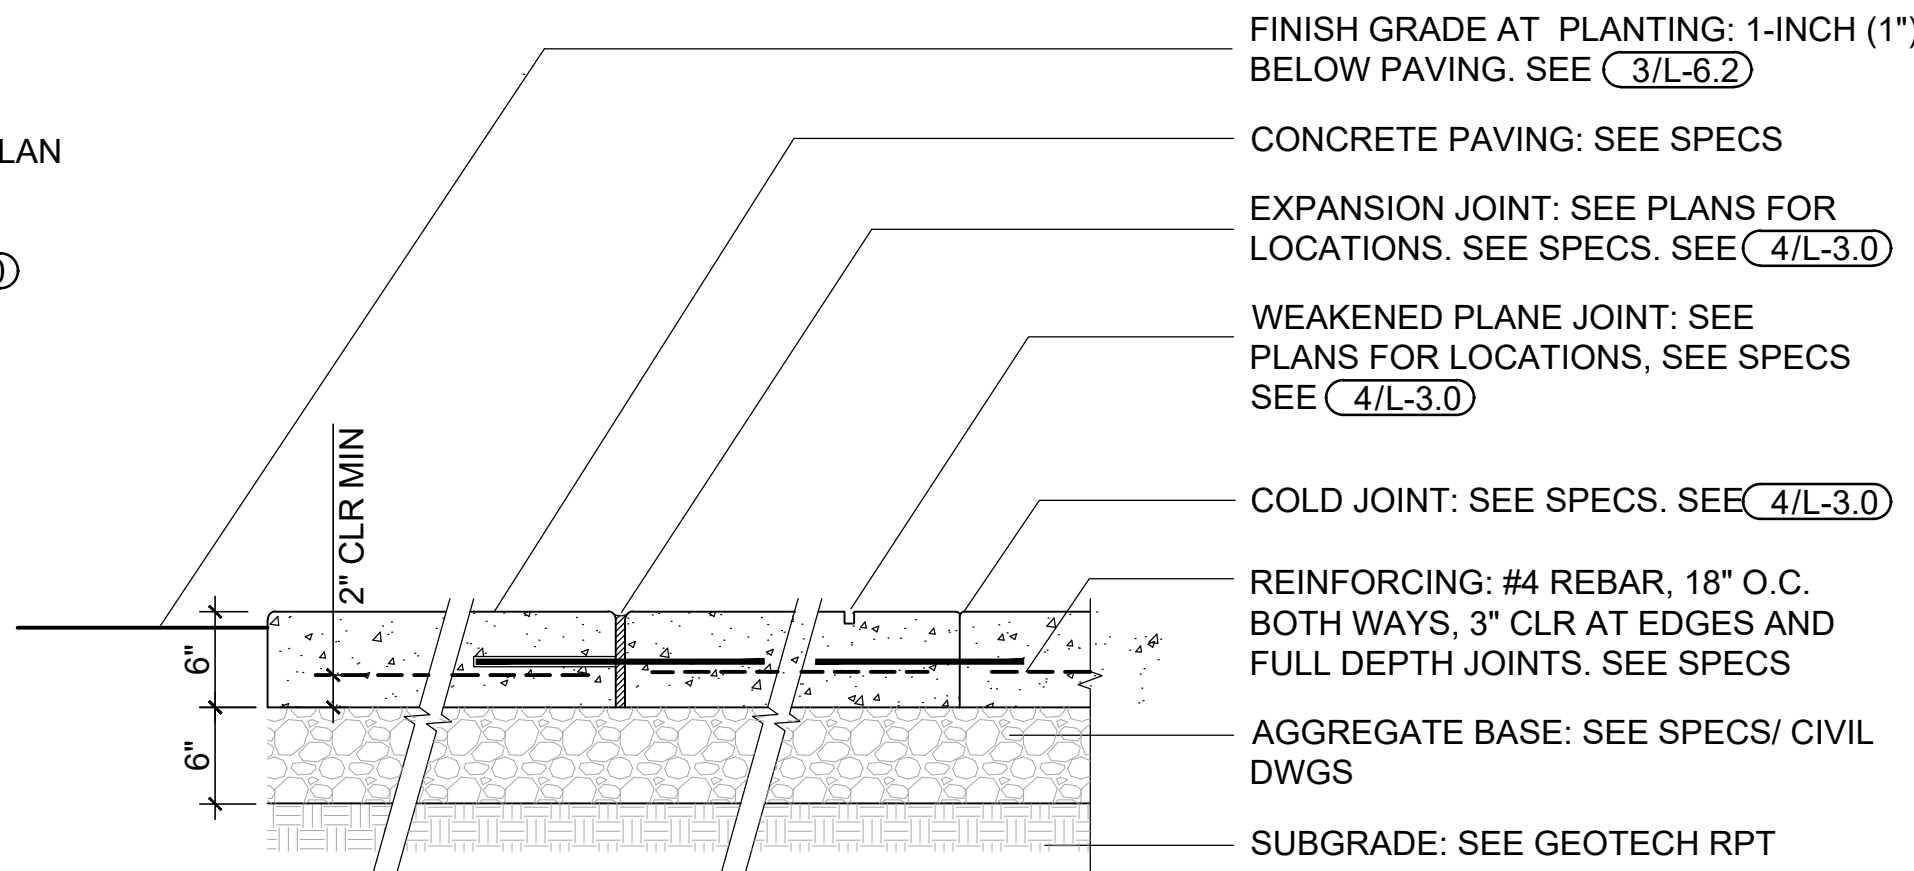 FINISH GRADE AT PLANTING: 1-INCH (1")
BELOW PAVING. SEE 3/L-6.2
CONCRETE PAVING: SEE SPECS
LAN
EXPANSION JOINT: SEE PLANS FOR
LOCATIONS. SEE SPECS. SEE 4/L-3.0
0
WEAKENED PLANE JOINT: SEE
PLANS FOR LOCATIONS, SEE SPECS
SEE 4/L-3.0
2" CLR MIN
COLD JOINT: SEE SPECS. SEE 4/L-3.0
REINFORCING: #4 REBAR, 18" O.C.
BOTH WAYS, 3" CLR AT EDGES AND
FULL DEPTH JOINTS. SEE SPECS
6"
6"
AGGREGATE BASE: SEE SPECS/ CIVIL
DWGS
SUBGRADE: SEE GEOTECH RPT